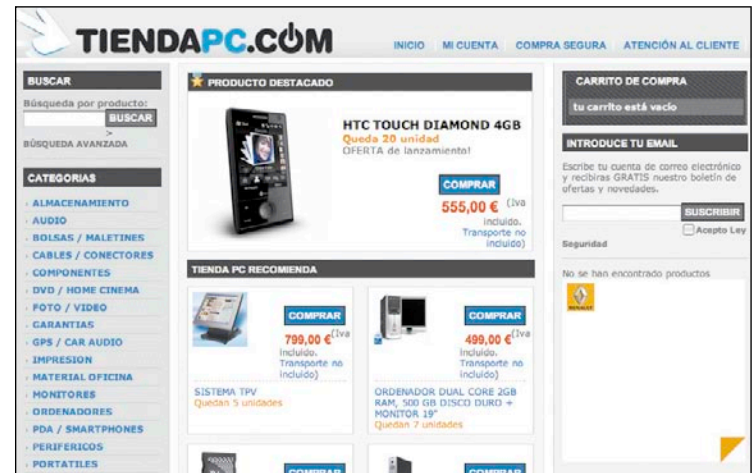 TIENDAPC.COM
INICIO MI CUENTA COMPRA SEGURA ATENCIÓN AL CLIENTE
BUSCAR
Búsqueda por producto:
BUSCAR
>
BÚSQUEDA AVANZADA
CATEGORIAS
ALMACENAMIENTO
AUDIO
BOLSAS / MALETINES
CABLES / CONECTORES
COMPONENTES
DVD / HOME CINEMA
FOTO / VIDEO
GARANTIAS
GPS / CAR AUDIO
IMPRESION
MATERIAL OFICINA
MONITORES
ORDENADORES
PDA / SMARTPHONES
PERIFERICOS
PORTATILES
PRODUCTO DESTACADO
HTC TOUCH DIAMOND 4GB
Queda 20 unidad
OFERTA de lanzamiento!
COMPRAR
555,00 € (Iva
incluido.
Transporte no
incluido)
TIENDA PC RECOMIENDA
COMPRAR
799,00 € (Iva
incluido.
Transporte no
incluido)
SISTEMA TPV
Quedan 5 unidades
COMPRAR
499,00 € (Iva
incluido.
Transporte no
incluido)
ORDENADOR DUAL CORE 2GB
RAM, 500 GB DISCO DURO +
MONITOR 19"
Quedan 7 unidades
COMPRAR
COMPRAR
CARRITO DE COMPRA
tu carrito está vacío
INTRODUCE TU EMAIL
Escribe tu cuenta de correo electrónico
y recibiras GRATIS nuestro boletín de
ofertas y novedades.
SUSCRIBIR
Acepto Ley
Seguridad
No se han encontrado productos
RENAULT